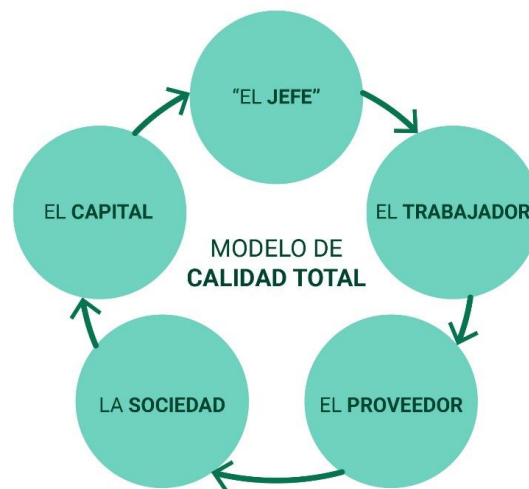 “EL JEFE”
EL TRABAJADOR
EL PROVEEDOR
LA SOCIEDAD
EL CAPITAL
MODELO DE
CALIDAD TOTAL